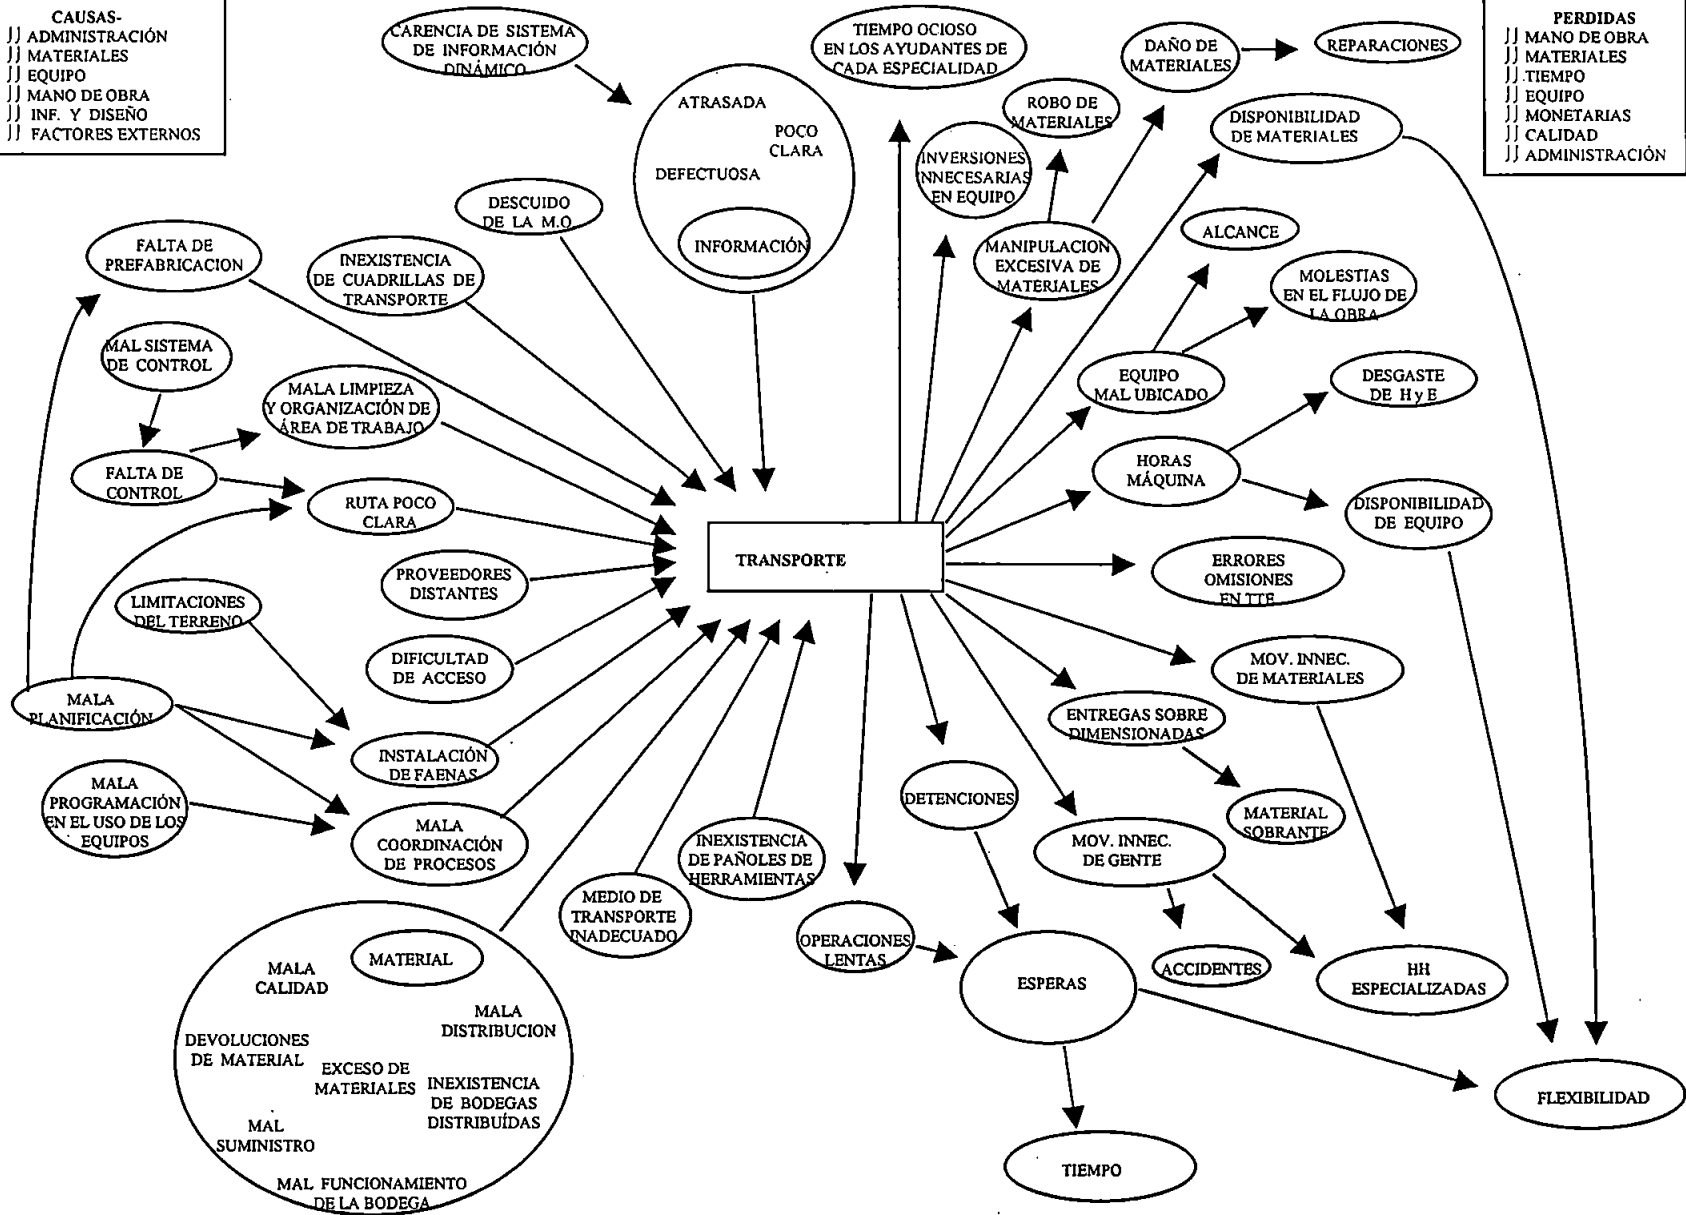 CAUSAS-
ADMINISTRACIÓN
MATERIALES
EQUIPO
MANO DE OBRA
INF. Y DISEÑO
FACTORES EXTERNOS
CARENCIA DE SISTEMA
DE INFORMACIÓN
DINÁMICO
TIEMPO OCIOSO
EN LOS AYUDANTES DE
CADA ESPECIALIDAD
DAÑO DE
MATERIALES
REPARACIONES
PERDIDAS
MANO DE OBRA
MATERIALES
TIEMPO
EQUIPO
MONETARIAS
CALIDAD
ADMINISTRACIÓN
ATRASADA
POCO
CLARA
DEFECTUOSA
INFORMACIÓN
ROBO DE
MATERIALES
DISPONIBILIDAD
DE MATERIALES
INVERSIONES
INNECESARIAS
EN EQUIPO
DESCUIDO
DE LA M.O
FALTA DE
PREFABRICACION
INEXISTENCIA
DE CUADRILLAS DE
TRANSPORTE
MANIPULACION
EXCESIVA DE
MATERIALES
ALCANCE
MOLESTIAS
EN EL FLUJO DE
LA OBRA
MAL SISTEMA
DE CONTROL
MALA LIMPIEZA
Y ORGANIZACIÓN DE
ÁREA DE TRABAJO
EQUIPO
MAL UBICADO
DESGASTE
DE H y E
FALTA DE
CONTROL
RUTA POCO
CLARA
HORAS
MÁQUINA
DISPONIBILIDAD
DE EQUIPO
TRANSPORTE
PROVEEDORES
DISTANTES
ERRORES
OMISIONES
EN TTE
LIMITACIONES
DEL TERRENO
DIFICULTAD
DE ACCESO
MOV. INNEC.
DE MATERIALES
MALA
PLANIFICACIÓN
ENTREGAS SOBRE
DIMENSIONADAS
INSTALACIÓN
DE FAENAS
MALA
PROGRAMACIÓN
EN EL USO DE LOS
EQUIPOS
DETENCIONES
MATERIAL
SOBRANTE
MALA
COORDINACIÓN
DE PROCESOS
INEXISTENCIA
DE PAÑOLES DE
HERRAMIENTAS
MOV. INNEC.
DE GENTE
MEDIO DE
TRANSPORTE
INADECUADO
OPERACIONES
LENTAS
ESPERAS
ACCIDENTES
HH
ESPECIALIZADAS
MATERIAL
MALA
CALIDAD
MALA
DISTRIBUCION
DEVOLUCIONES
DE MATERIAL
EXCESO DE
MATERIALES
INEXISTENCIA
DE BODEGAS
DISTRIBUÍDAS
MAL
SUMINISTRO
MAL FUNCIONAMIENTO
DE LA BODEGA
FLEXIBILIDAD
TIEMPO